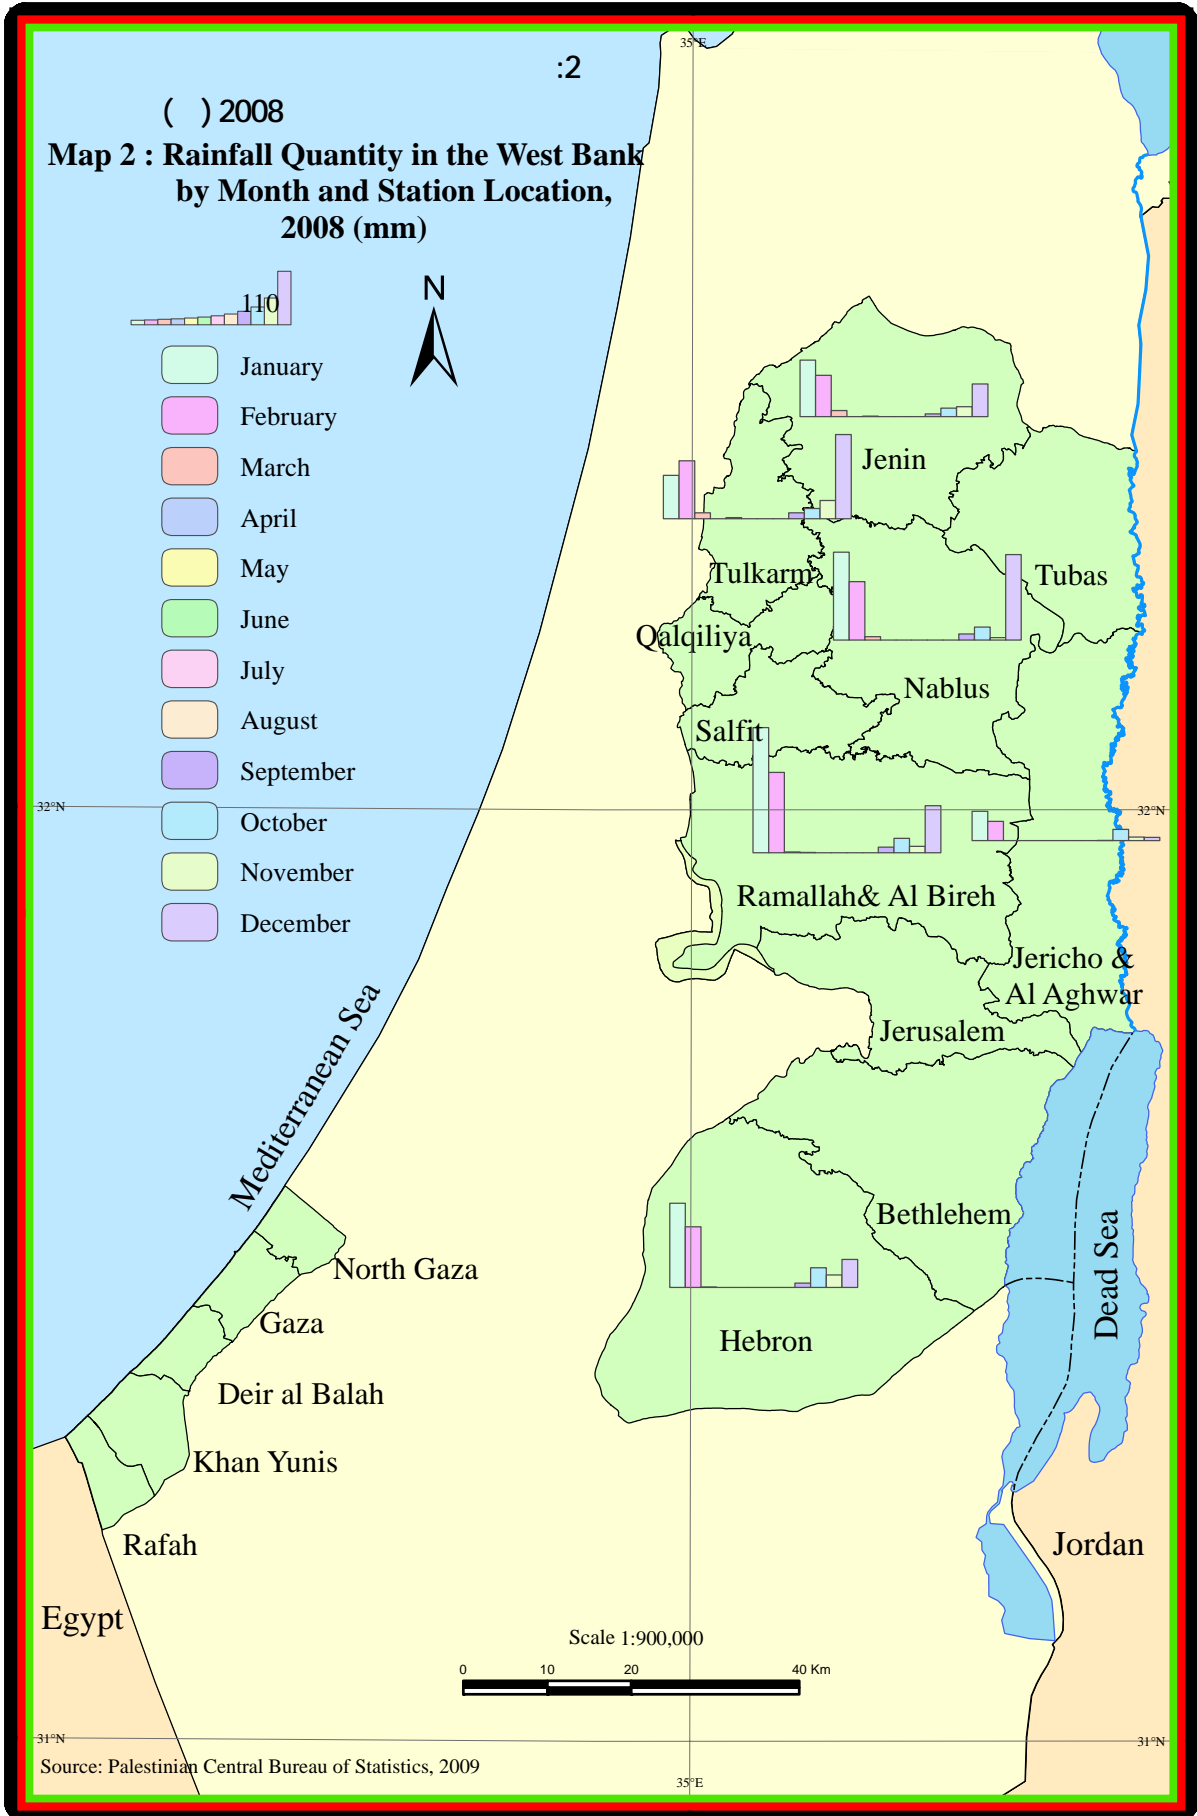 :2
( ) 2008
Map 2 : Rainfall Quantity in the West Bank
by Month and Station Location,
2008 (mm)
35°E
N
110
January
February
March
April
May
June
July
August
September
October
November
December
Jenin
Tulkarm
Tubas
Qalqiliya
Nablus
Salfit
32°N
32°N
Ramallah& Al Bireh
Jericho &
Al Aghwar
Jerusalem
Mediterranean Sea
Bethlehem
Dead Sea
North Gaza
Gaza
Hebron
Deir al Balah
Khan Yunis
Rafah
Jordan
Egypt
Scale 1:900,000
0 10 20 40 Km
31°N
31°N
Source: Palestinian Central Bureau of Statistics, 2009
35°E